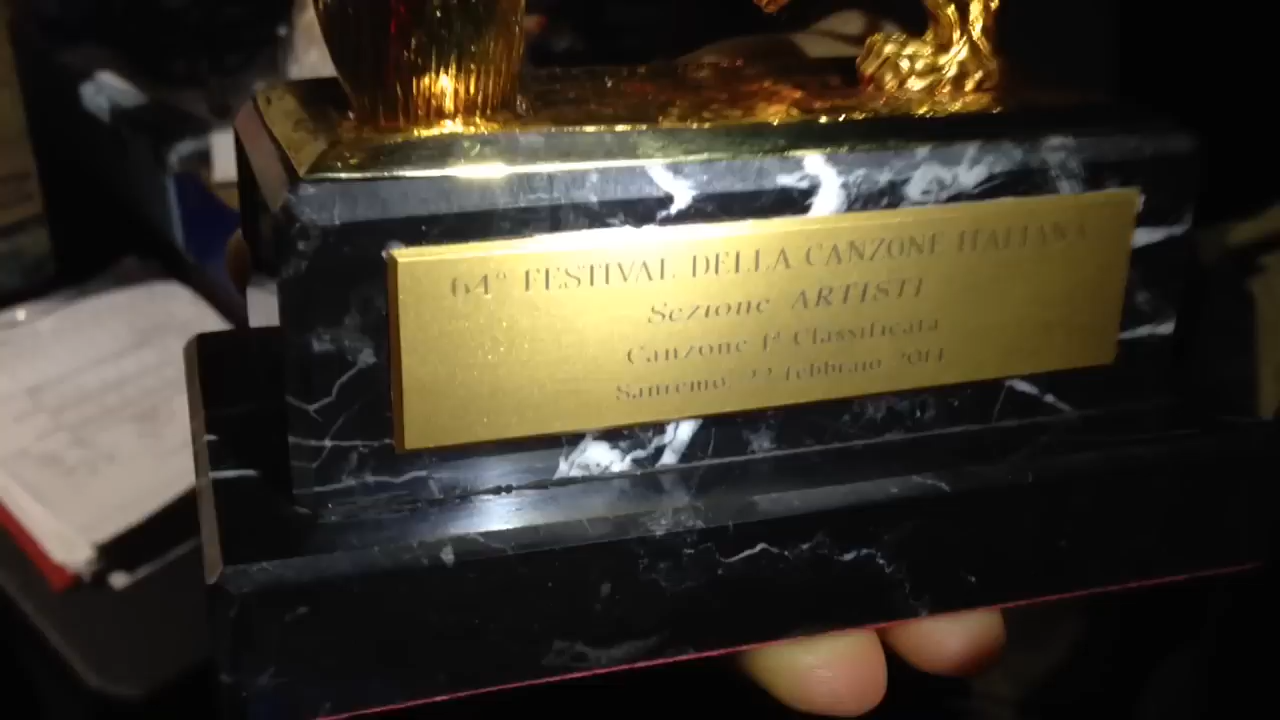 64° FESTIVAL DELLA CANZONE ITALIANA
Sezione ARTISTI
Canzone 1ª Classificata
Sanremo, 22 febbraio 2014